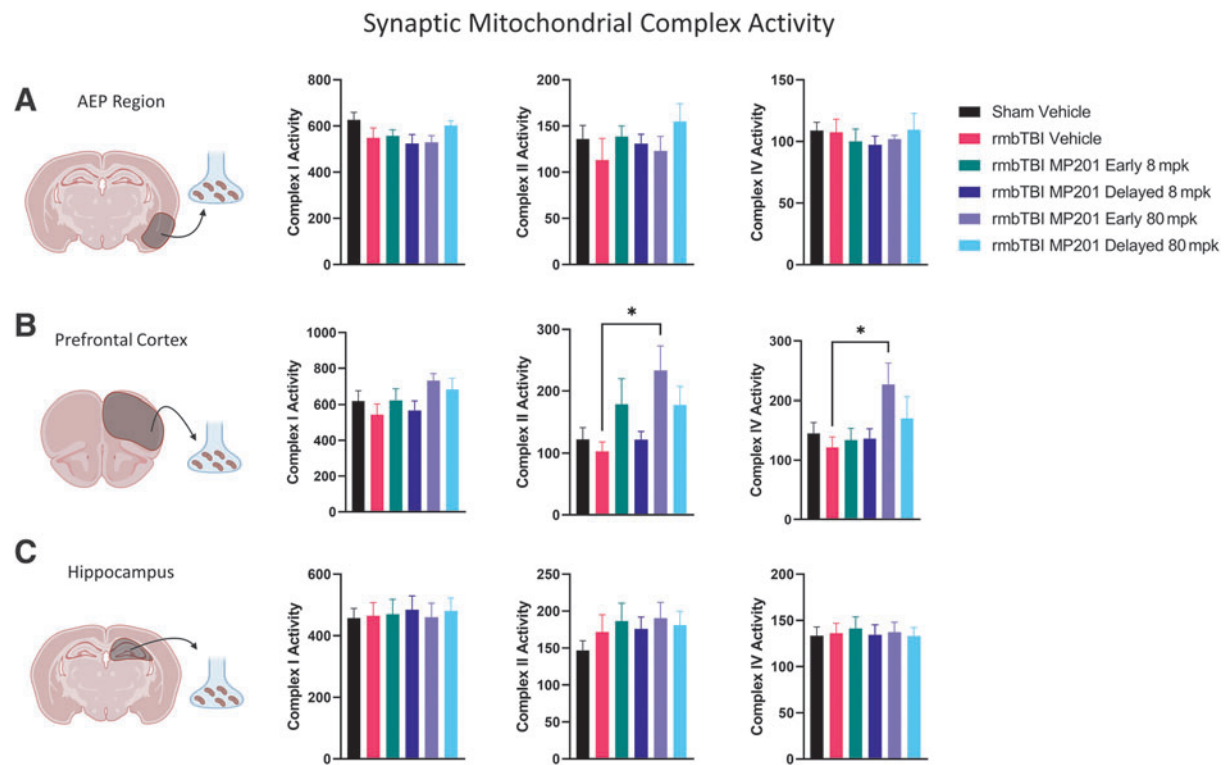 Synaptic Mitochondrial Complex Activity
A
AEP Region
Complex I Activity
800
600
400
600
0
Complex II Activity
200
150
100
50
0
Complex IV Activity
150
100
50
0
Sham Vehicle
rmbTBI Vehicle
rmbTBI MP201 Early 8 mpk
rmbTBI MP201 Delayed 8 mpk
rmbTBI MP201 Early 80 mpk
rmbTBI MP201 Delayed 80 mpk
B
Prefrontal Cortex
Complex I Activity
1000
800
600
400
200
0
Complex II Activity
300
200
100
0
*
Complex IV Activity
300
200
100
0
*
C
Hippocampus
Complex I Activity
600
400
200
0
Complex II Activity
250
200
150
100
50
0
Complex IV Activity
200
150
100
50
0